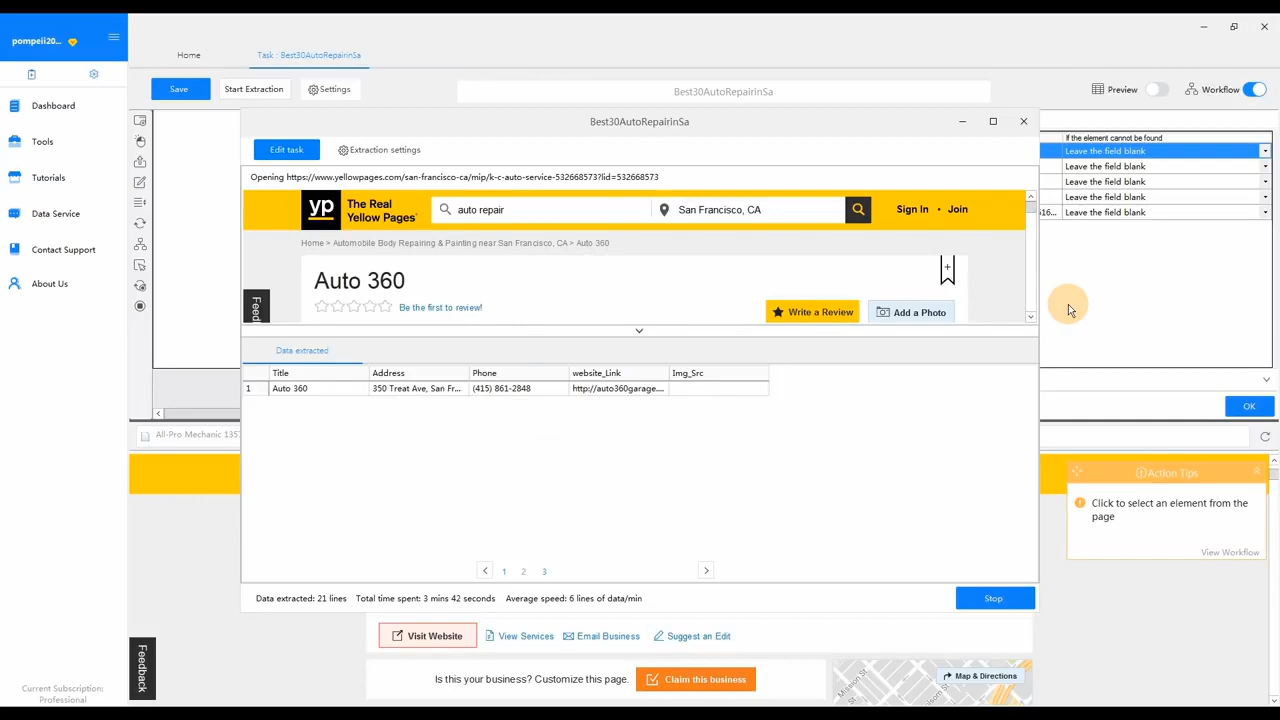 pompeii20...
Home
Task : Best30AutoRepairinSa
Save
Start Extraction
Settings
Best30AutoRepairinSa
Preview
Workflow
Dashboard
Tools
Tutorials
Data Service
Contact Support
About Us
Current Subscription:
Professional
Best30AutoRepairinSa
Edit task
Extraction settings
Opening https://www.yellowpages.com/san-francisco-ca/mip/k-c-auto-service-532668573?lid=532668573
yp
The Real
Yellow Pages
auto repair
San Francisco, CA
Sign In • Join
Home > Automobile Body Repairing & Painting near San Francisco, CA > Auto 360
Auto 360
Be the first to review!
Write a Review
Add a Photo
Feed
Data extracted
Title Address Phone website_Link Img_Src
1 Auto 360 350 Treat Ave, San Fr... (415) 861-2848 http://auto360garage....
< 1 2 3 >
Data extracted: 21 lines Total time spent: 3 mins 42 seconds Average speed: 6 lines of data/min
Stop
If the element cannot be found
Leave the field blank
Leave the field blank
Leave the field blank
Leave the field blank
516... Leave the field blank
OK
All-Pro Mechanic 1357
Action Tips
Click to select an element from the
page
View Workflow
Visit Website
View Services
Email Business
Suggest an Edit
Is this your business? Customize this page.
Claim this business
Map & Directions
Mission St
Feedback